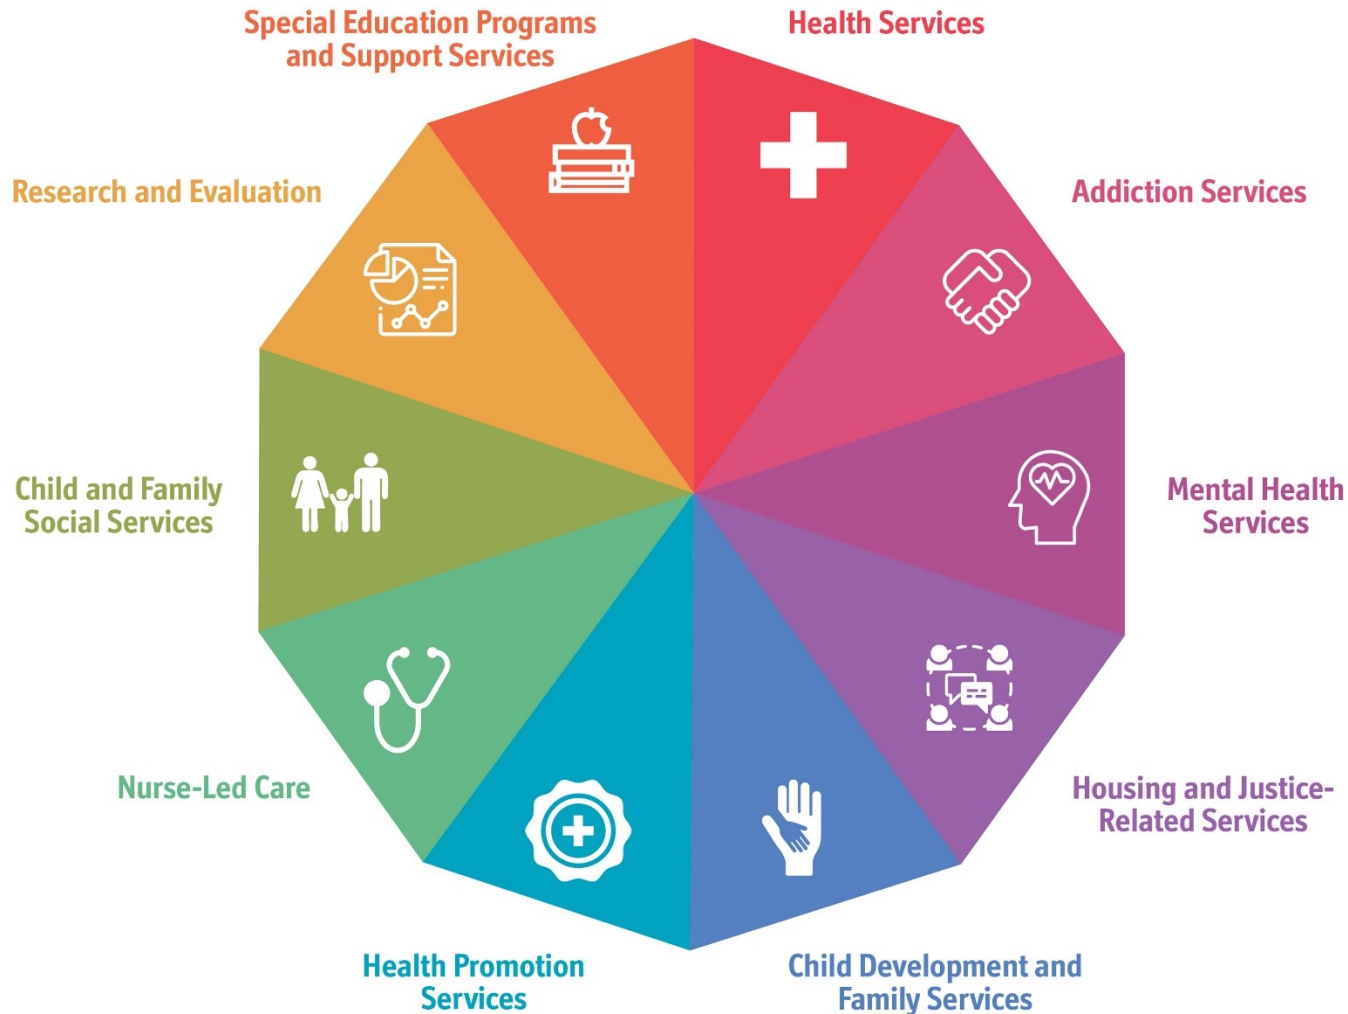 Special Education Programs
and Support Services
Health Services
Research and Evaluation
Addiction Services
Child and Family
Social Services
Mental Health
Services
Nurse-Led Care
Housing and Justice-
Related Services
Health Promotion
Services
Child Development and
Family Services